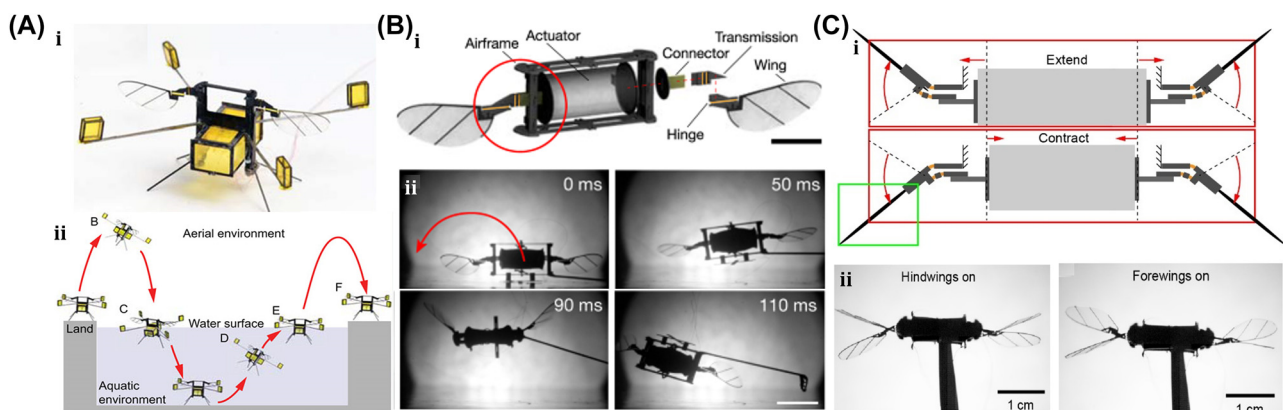 (A)
i
ii
B
Aerial environment
C
Water surface
D
E
F
Land
Aquatic
environment
(B)
i
Airframe
Actuator
Connector
Transmission
Wing
Hinge
ii
0 ms
50 ms
90 ms
110 ms
(C)
i
Extend
Contract
ii
Hindwings on
Forewings on
1 cm
1 cm